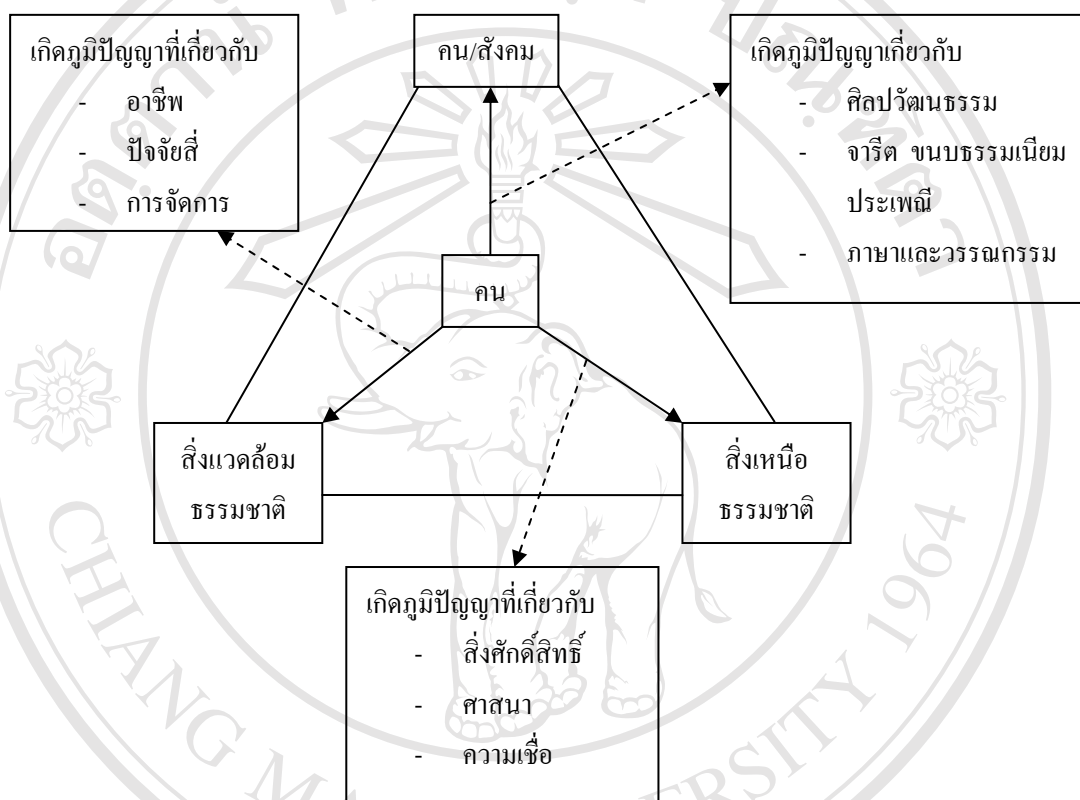 เกิดภูมิปัญญาที่เกี่ยวกับ
- อาชีพ
- ปัจจัยสี่
- การจัดการ
คน/สังคม
เกิดภูมิปัญญาเกี่ยวกับ
- ศิลปวัฒนธรรม
- จารีต ขนบธรรมเนียม
ประเพณี
- ภาษาและวรรณกรรม
คน
สิ่งแวดล้อม
ธรรมชาติ
สิ่งเหนือ
ธรรมชาติ
เกิดภูมิปัญญาที่เกี่ยวกับ
- สิ่งศักดิ์สิทธิ์
- ศาสนา
- ความเชื่อ
CHIANG MA ERSITY 1964